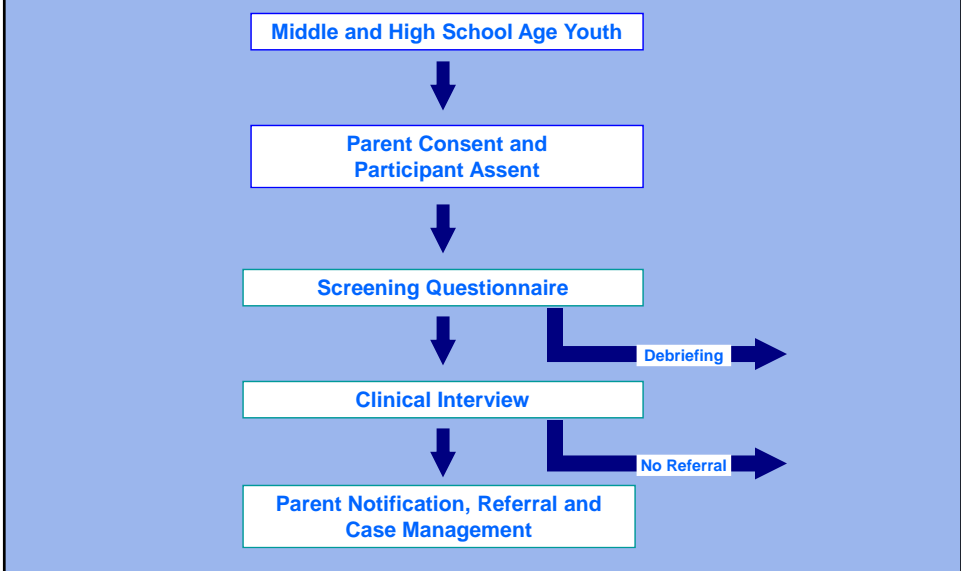 Middle and High School Age Youth
Parent Consent and
Participant Assent
Screening Questionnaire
Debriefing
Clinical Interview
No Referral
Parent Notification, Referral and
Case Management